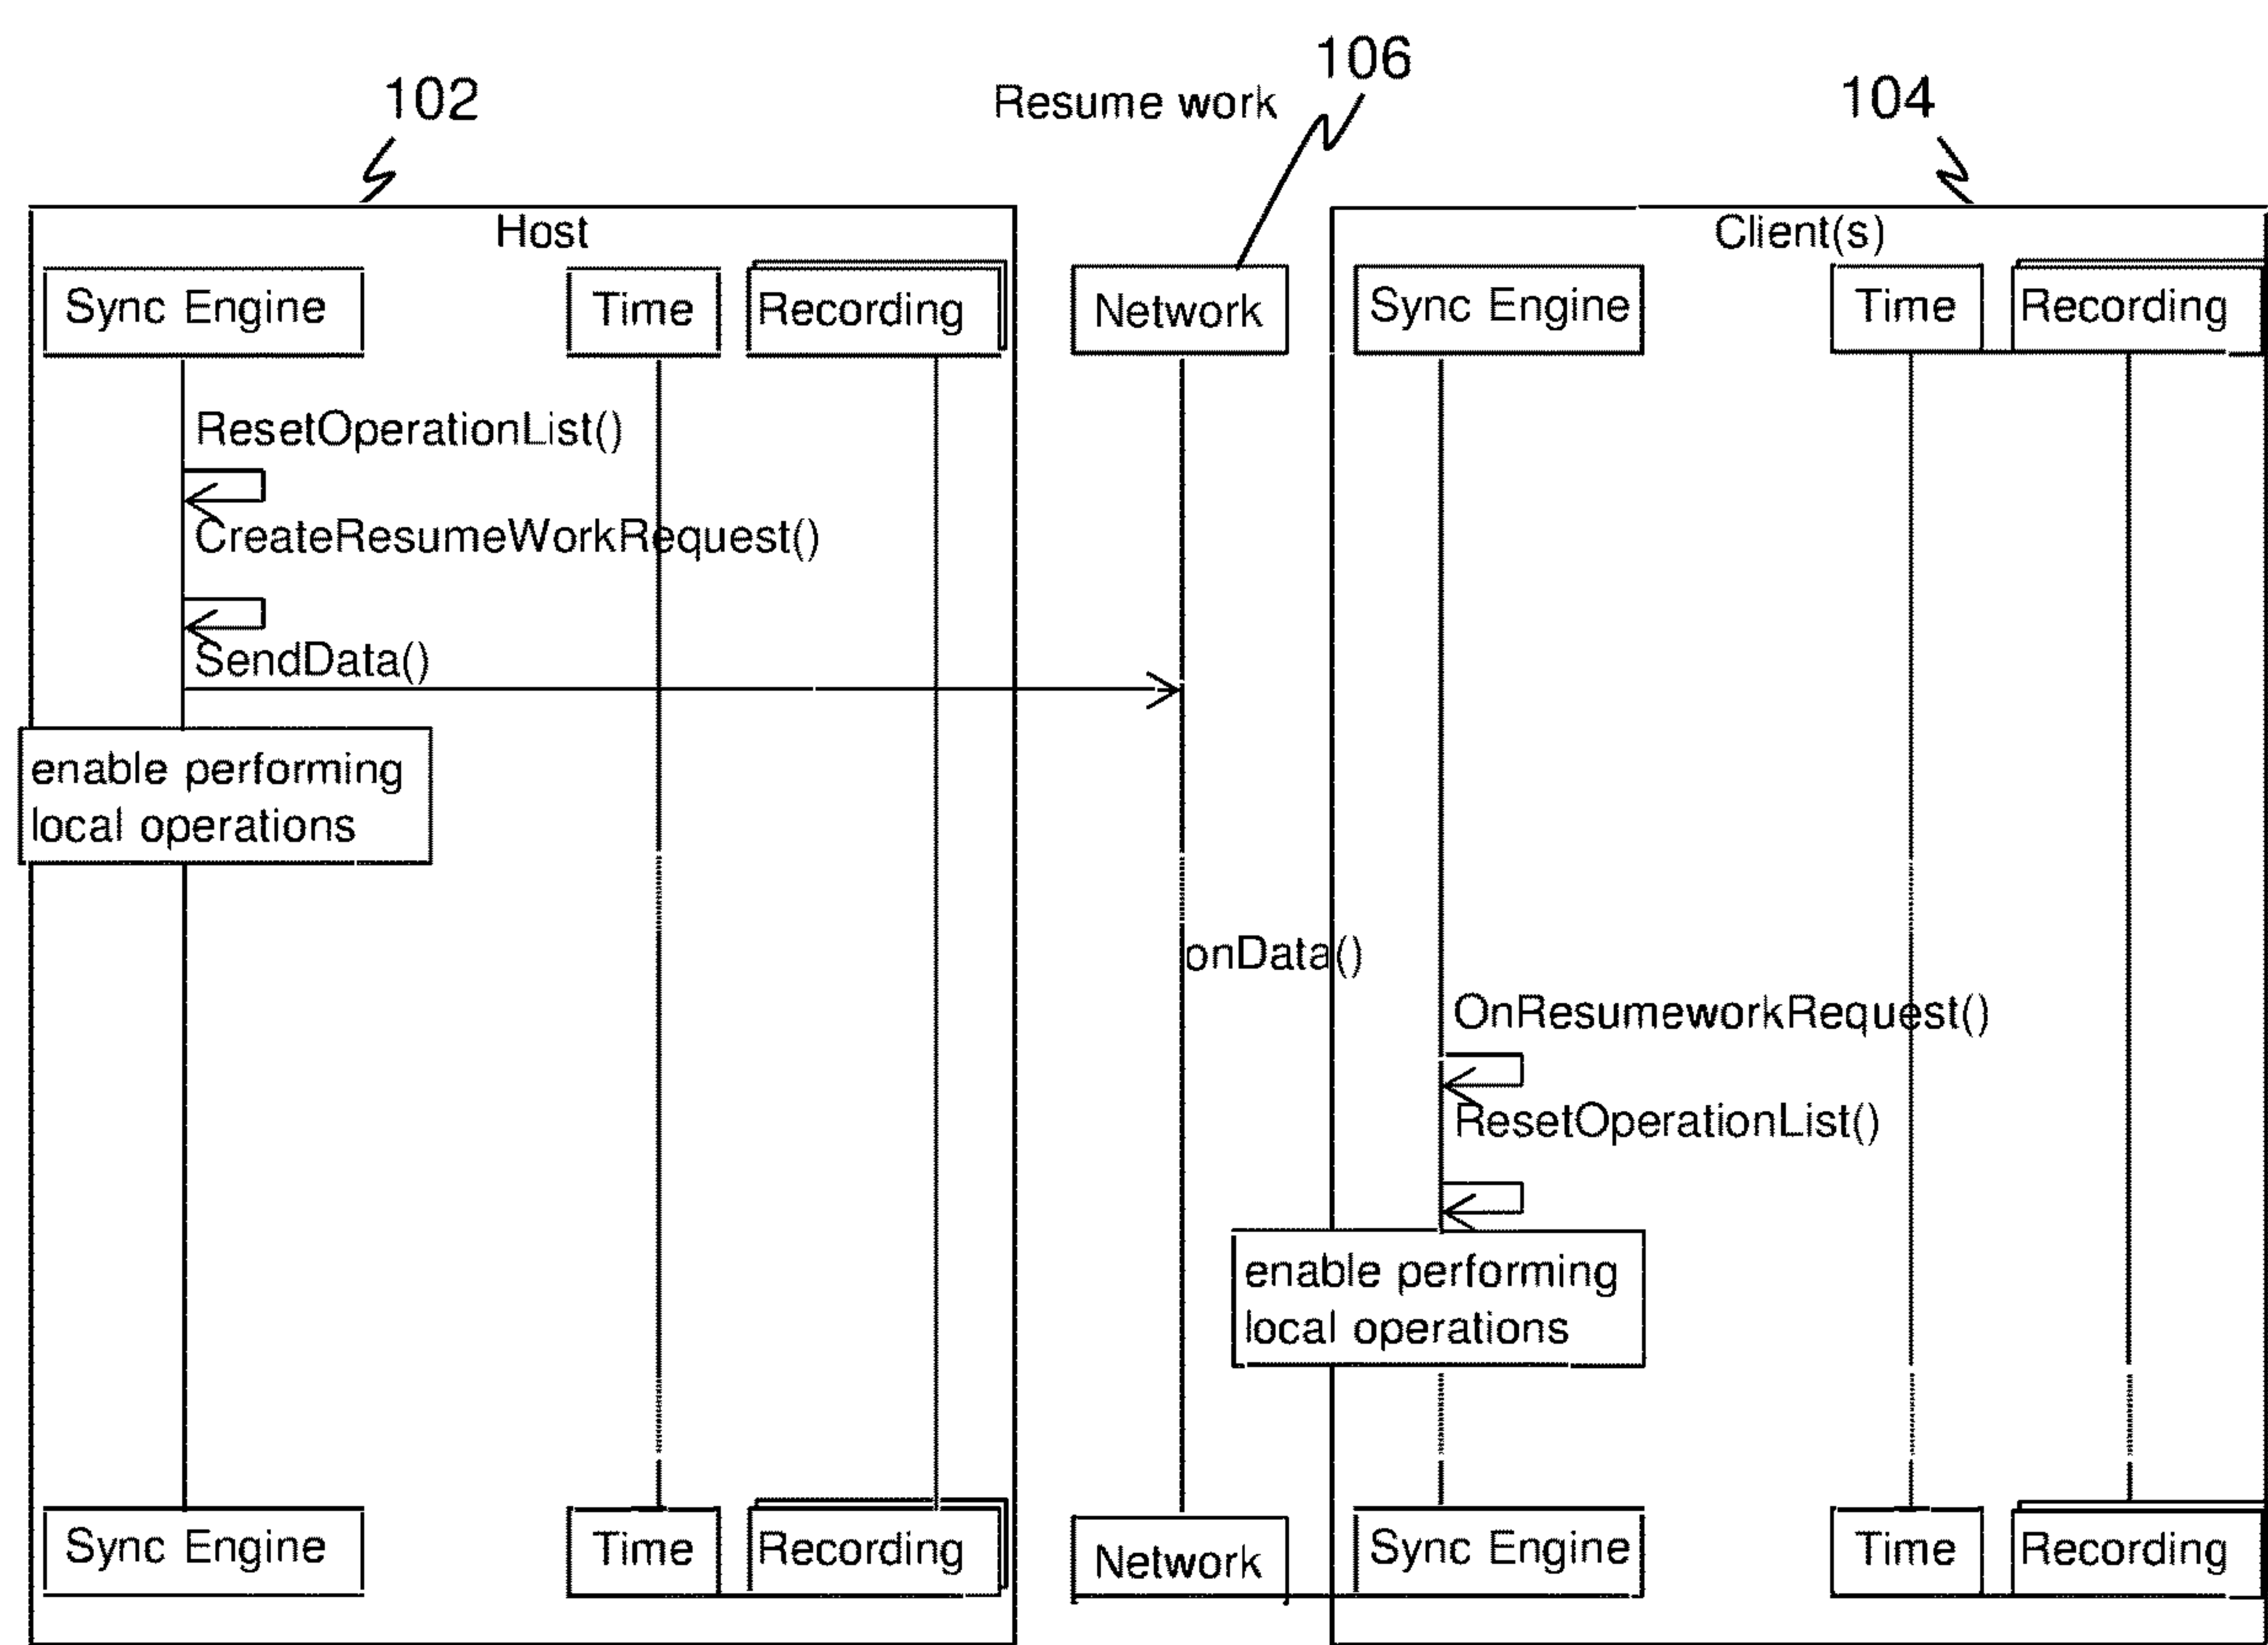 106
102
Resume work
104
Host
Client(s)
Sync Engine
Time
Recording
Network
Sync Engine
Time
Recording
ResetOperationList()
CreateResumeWorkRequest()
SendData()
enable performing
local operations
onData()
OnResumeworkRequest()
ResetOperationList()
enable performing
local operations
Sync Engine
Time
Recording
Network
Sync Engine
Time
Recording